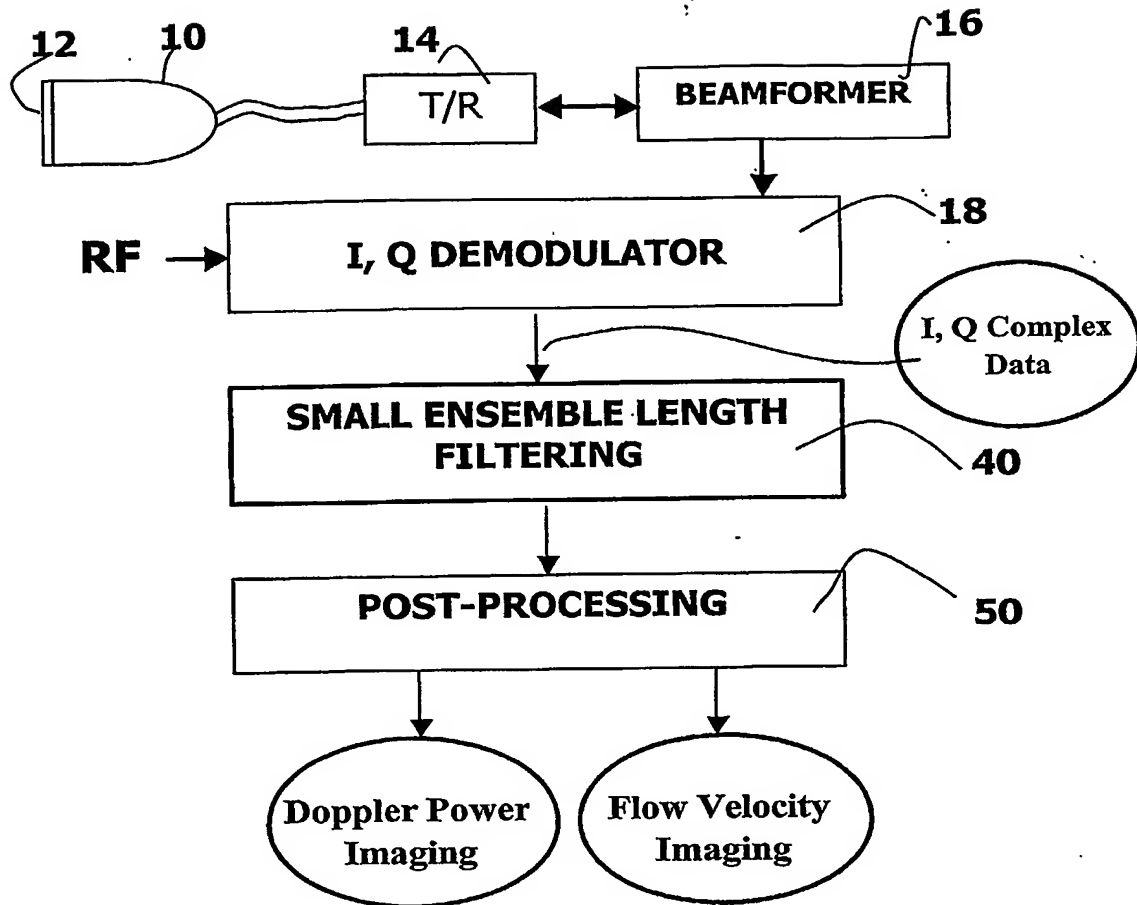 12
10
14
16
T/R
BEAMFORMER
18
RF
I, Q DEMODULATOR
I, Q Complex
Data
SMALL ENSEMBLE LENGTH
FILTERING
40
POST-PROCESSING
50
Doppler Power
Imaging
Flow Velocity
Imaging